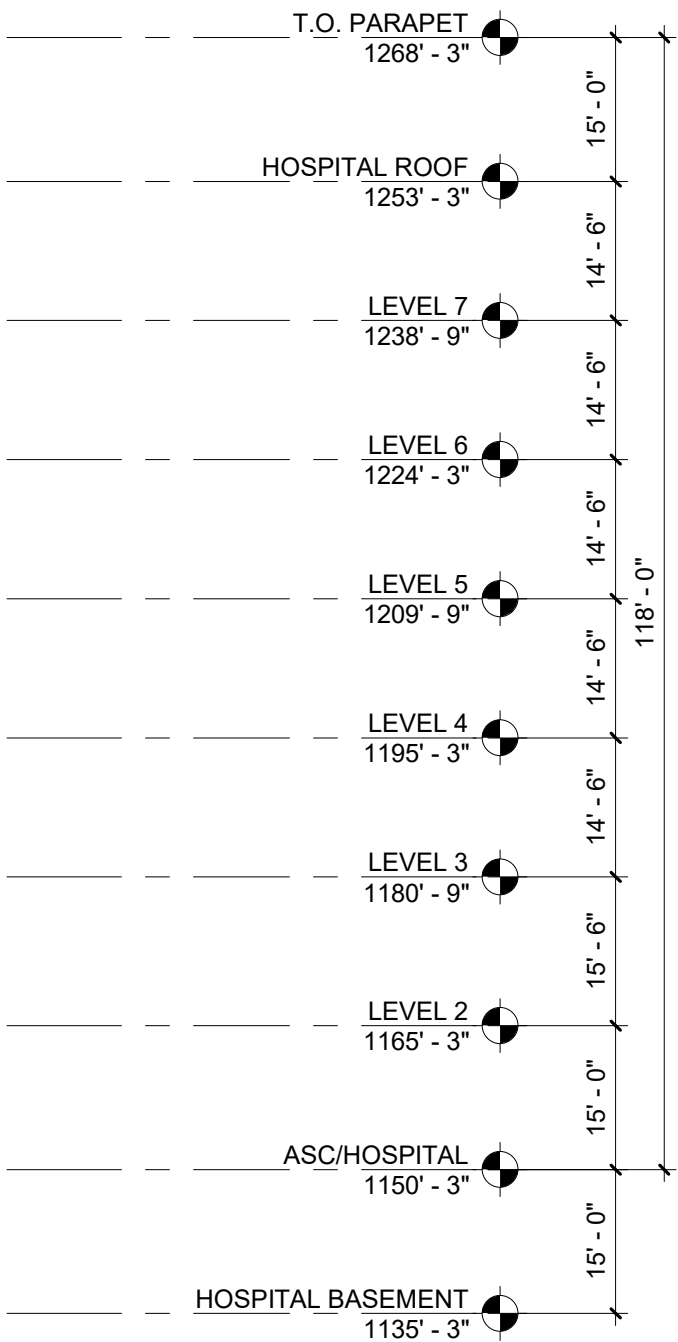 T.O. PARAPET
1268' - 3"
15' - 0"
HOSPITAL ROOF
1253' - 3"
14' - 6"
LEVEL 7
1238' - 9"
14' - 6"
LEVEL 6
1224' - 3"
14' - 6"
LEVEL 5
1209' - 9"
118' - 0"
14' - 6"
LEVEL 4
1195' - 3"
14' - 6"
LEVEL 3
1180' - 9"
15' - 6"
LEVEL 2
1165' - 3"
15' - 0"
ASC/HOSPITAL
1150' - 3"
15' - 0"
HOSPITAL BASEMENT
1135' - 3"